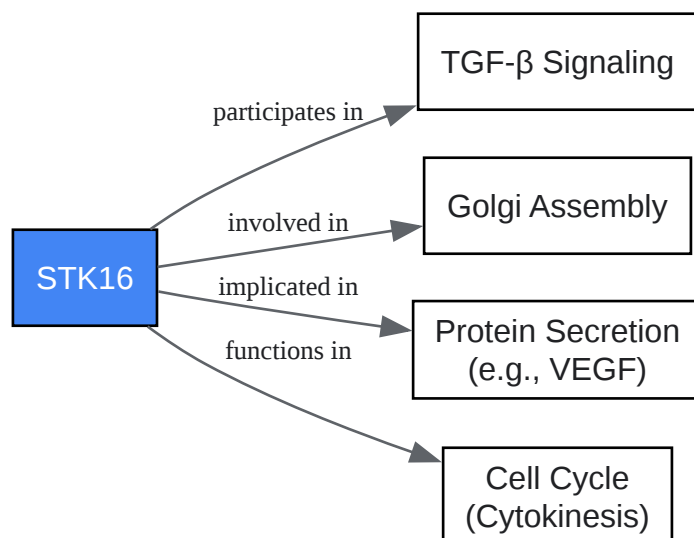 TGF-β Signaling
participates in
Golgi Assembly
involved in
STK16
implicated in
Protein Secretion
(e.g., VEGF)
functions in
Cell Cycle
(Cytokinesis)